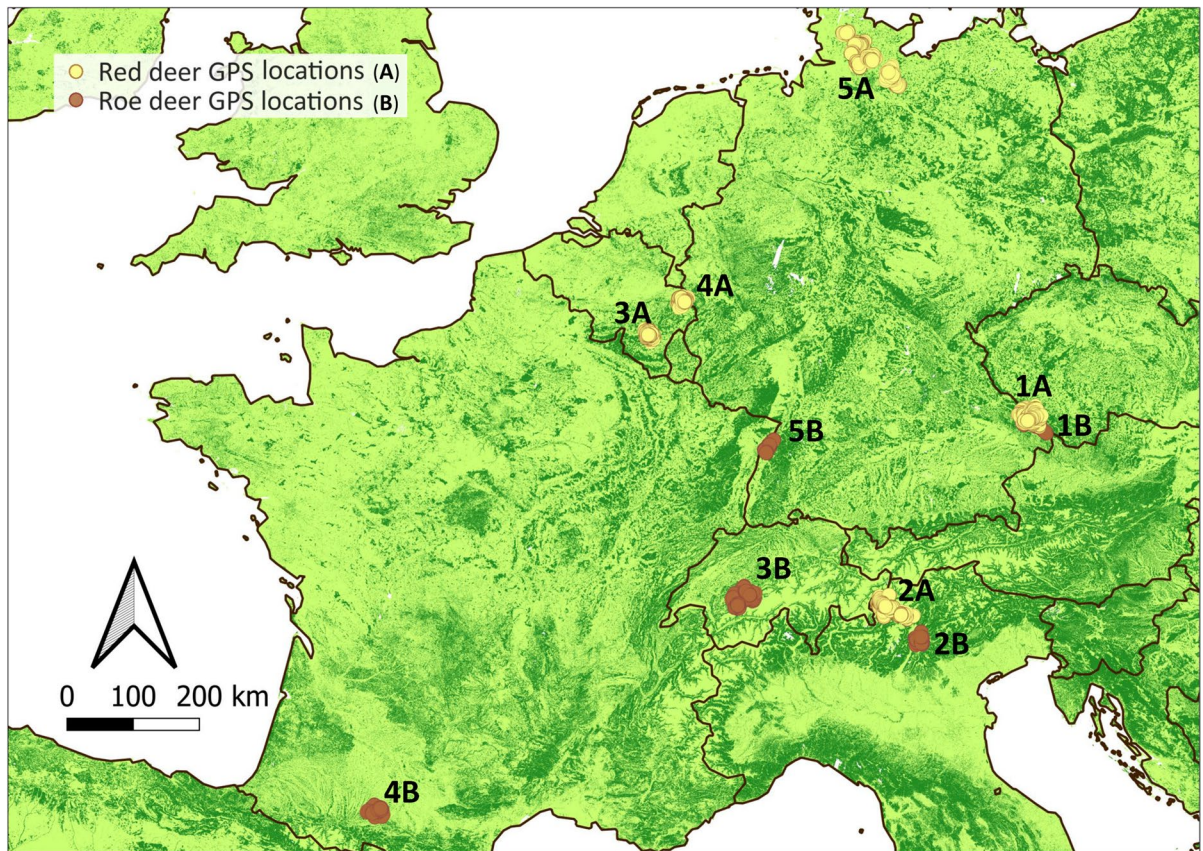 Red deer GPS locations (A)
Roe deer GPS locations (B)
5A
4A
3A
1A
1B
5B
3B
2A
2B
0 100 200 km
4B